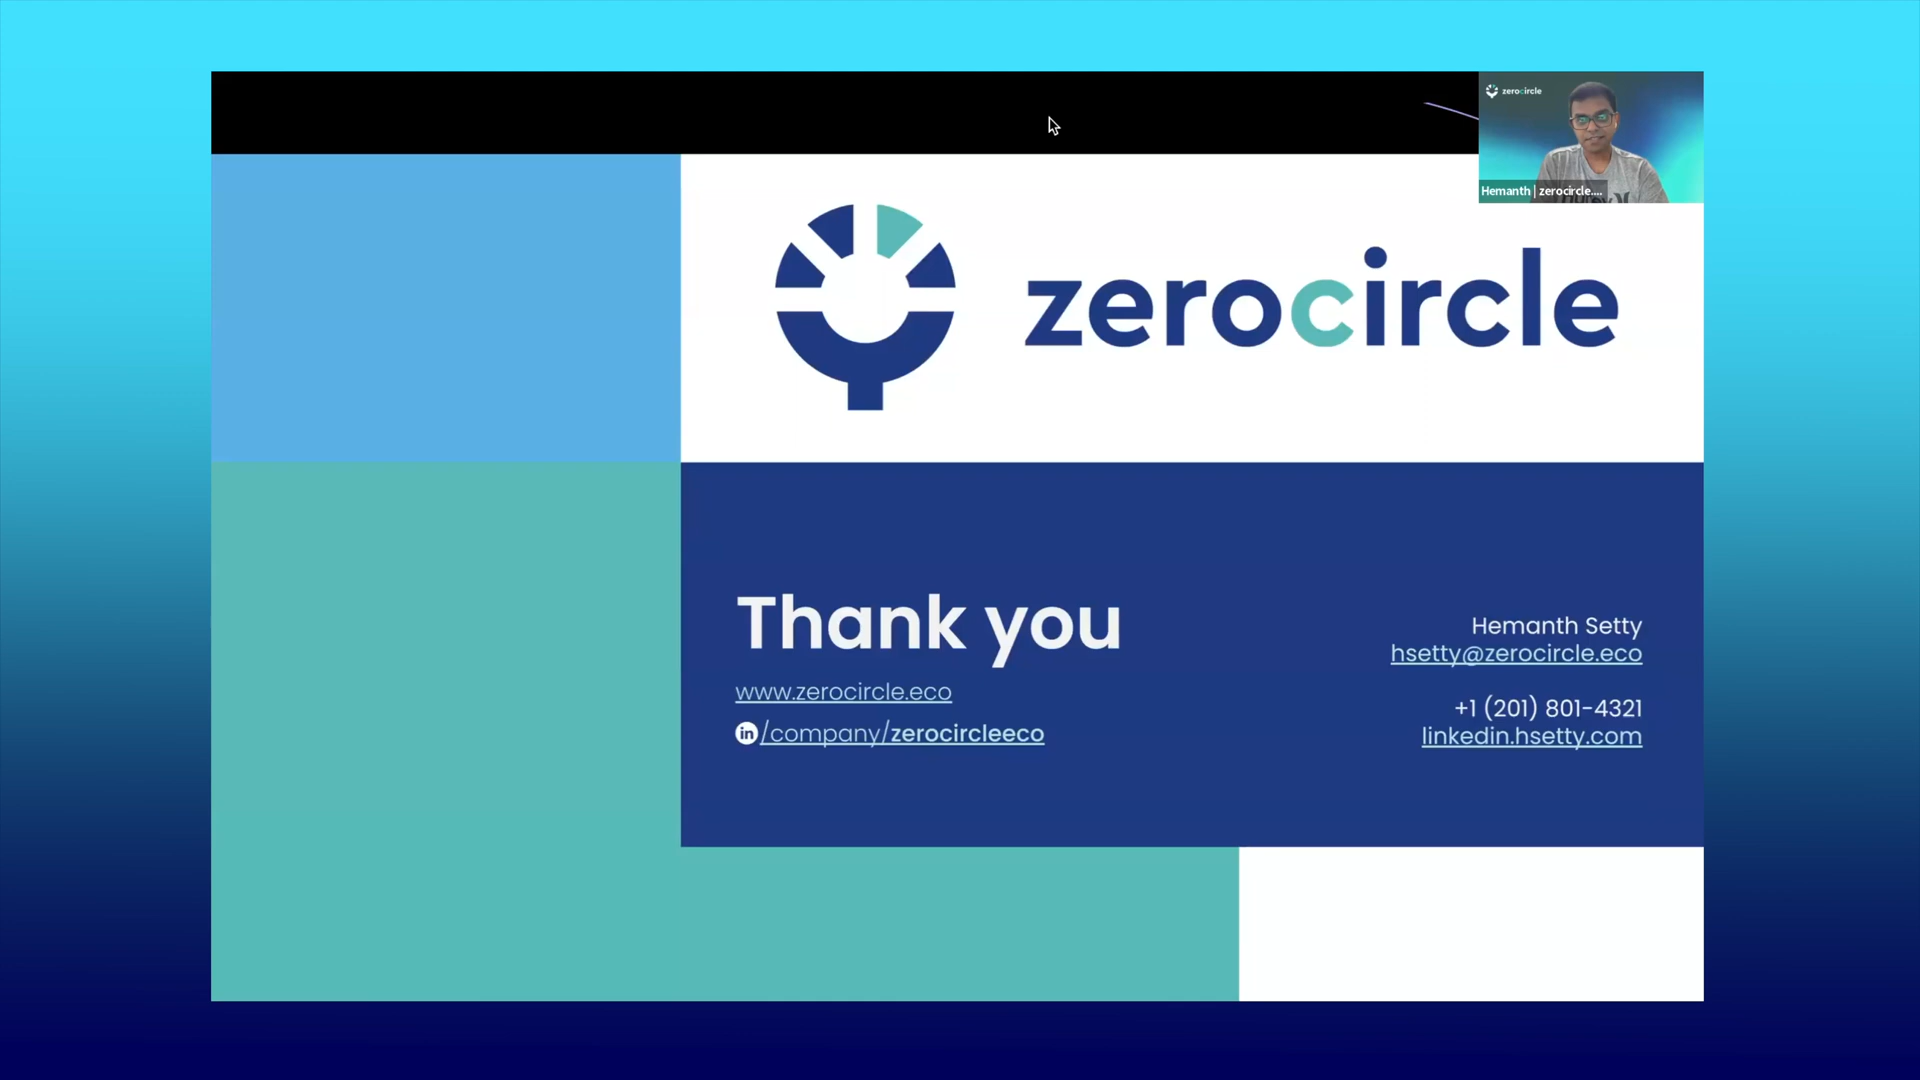 zerocircle
Hemanth | zerocircle....
zerocircle
Thank you
www.zerocircle.eco
in/company/zerocircleeco
Hemanth Setty
hsetty@zerocircle.eco
+1 (201) 801-4321
linkedin.hsetty.com